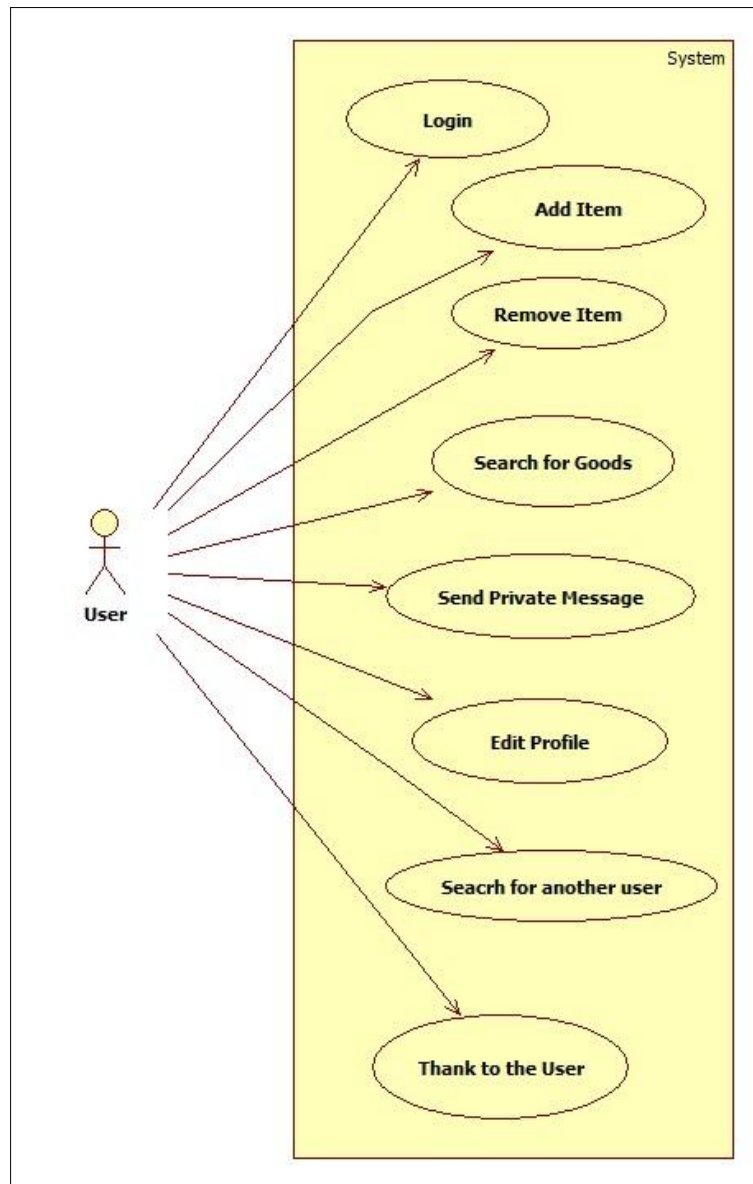 System
Login
Add Item
Remove Item
Search for Goods
Send Private Message
User
Edit Profile
Seacrh for another user
Thank to the User